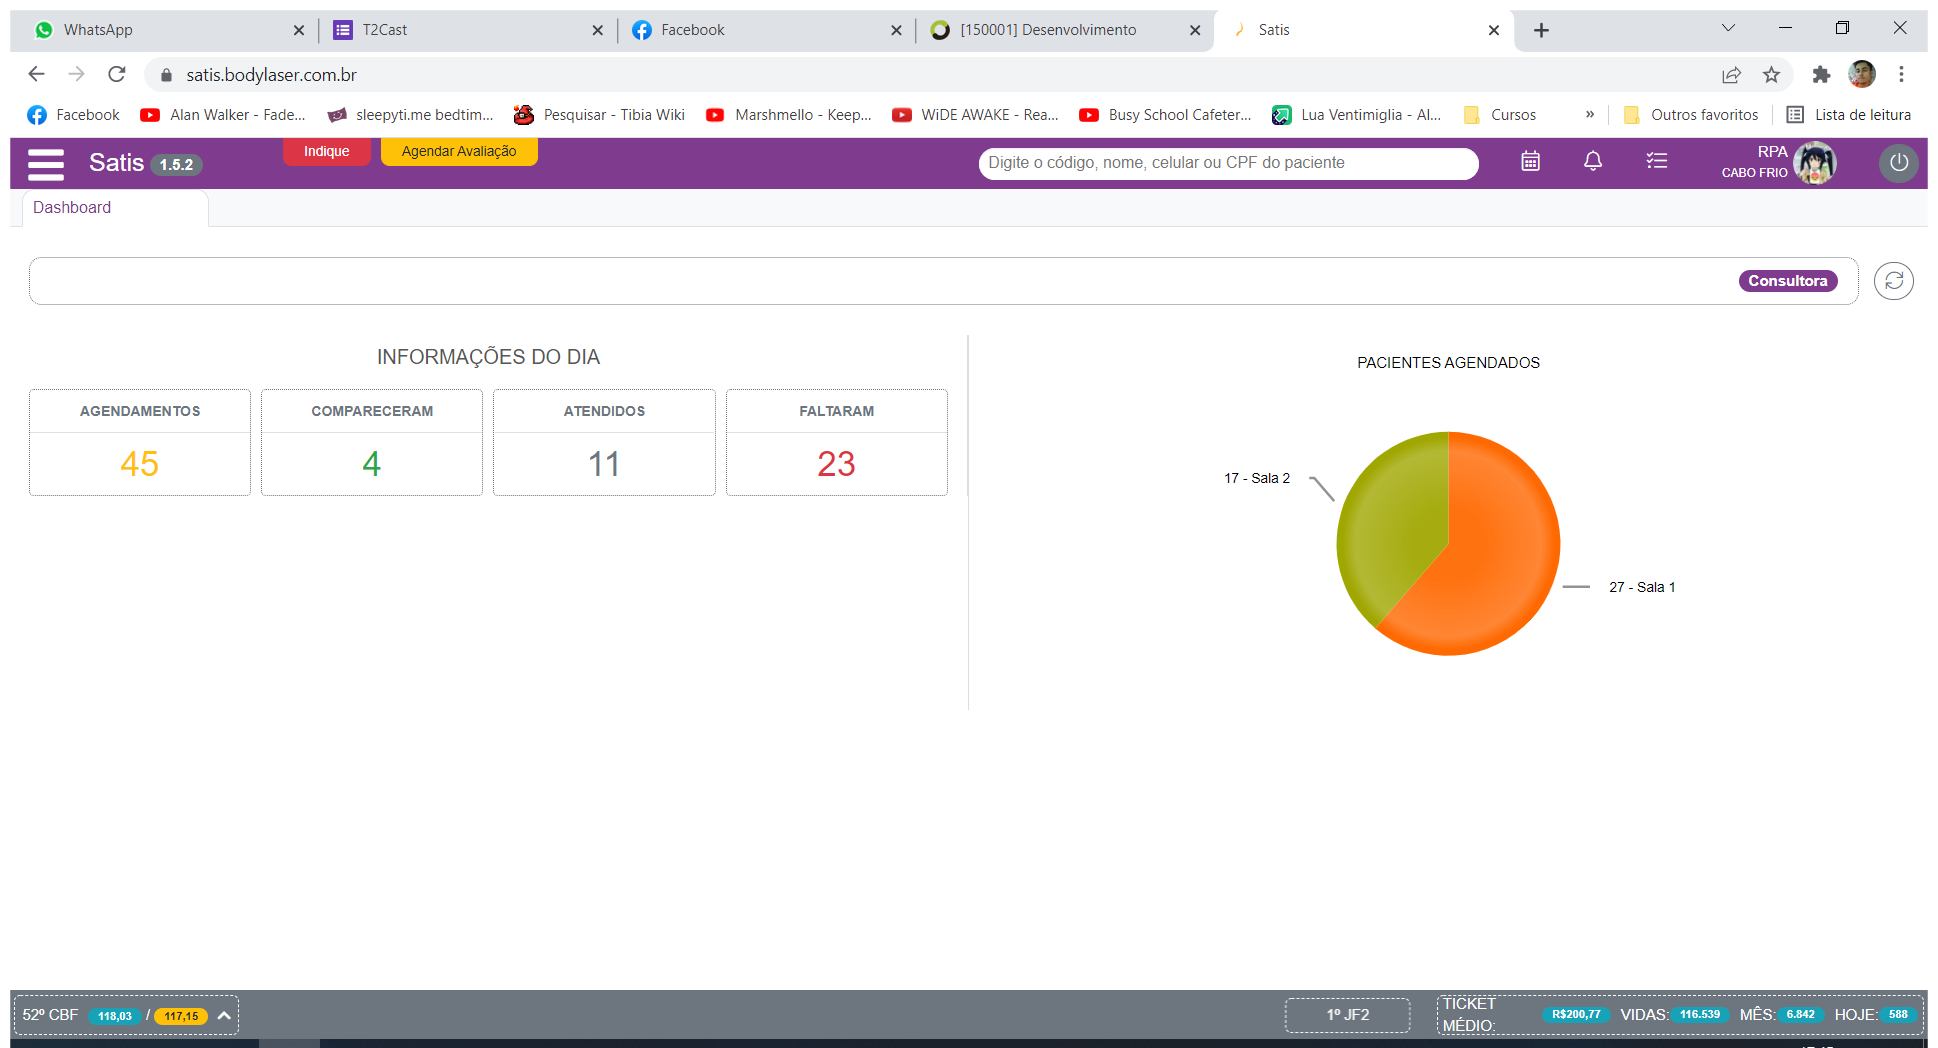 WhatsApp
T2Cast
Facebook
[150001] Desenvolvimento
Satis
satis.bodylaser.com.br
Facebook
Alan Walker - Fade...
sleepyti.me bedtim...
Pesquisar - Tibia Wiki
Marshmello - Keep...
WiDE AWAKE - Rea...
Busy School Cafeter...
Lua Ventimiglia - Al...
Cursos
»
Outros favoritos
Lista de leitura
Satis 1.5.2
Indique
Agendar Avaliação
Digite o código, nome, celular ou CPF do paciente
RPA
CABO FRIO
Dashboard
Consultora
INFORMAÇÕES DO DIA
AGENDAMENTOS
45
COMPARECERAM
4
ATENDIDOS
11
FALTARAM
23
PACIENTES AGENDADOS
17 - Sala 2
27 - Sala 1
52º CBF 118,03 / 117,15
1º JF2
TICKET MÉDIO: R$200,77 VIDAS: 116.539 MÊS: 6.842 HOJE: 588